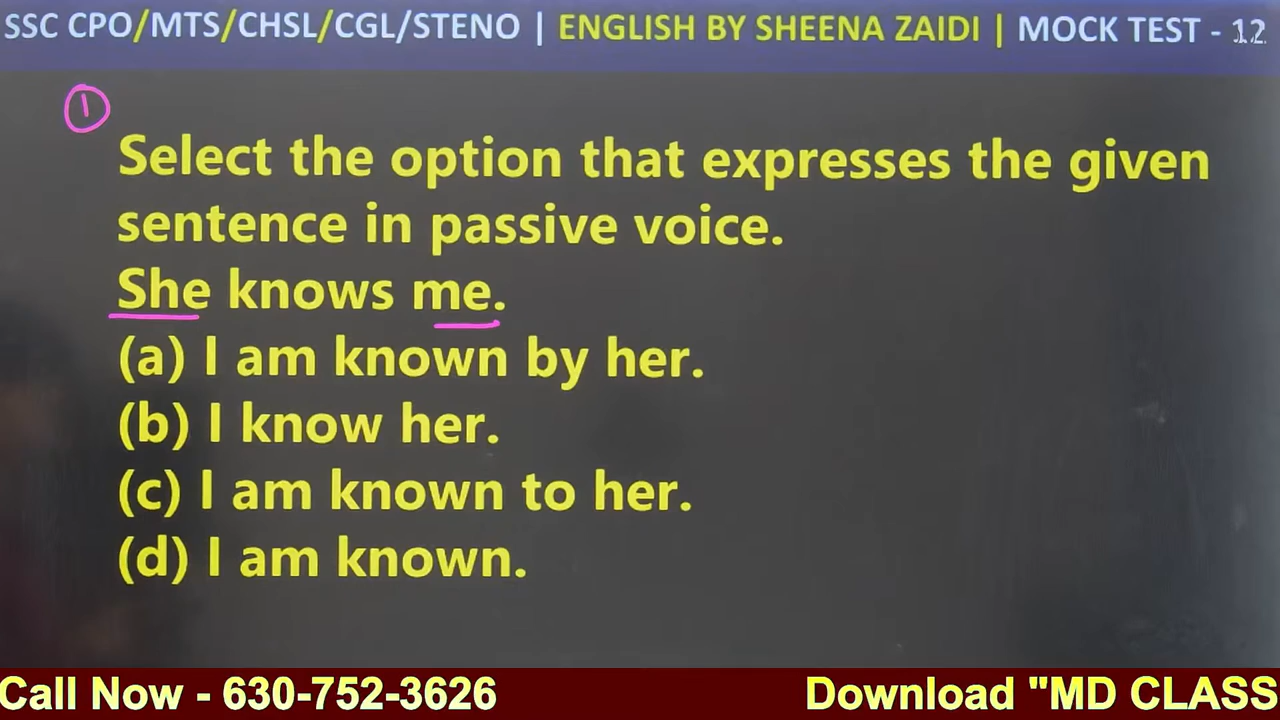 SSC CPO/MTS/CHSL/CGL/STENO | ENGLISH BY SHEENA ZAIDI | MOCK TEST - 12
1
Select the option that expresses the given
sentence in passive voice.
She knows me.
(a) I am known by her.
(b) I know her.
(c) I am known to her.
(d) I am known.
Call Now - 630-752-3626 Download "MD CLASS